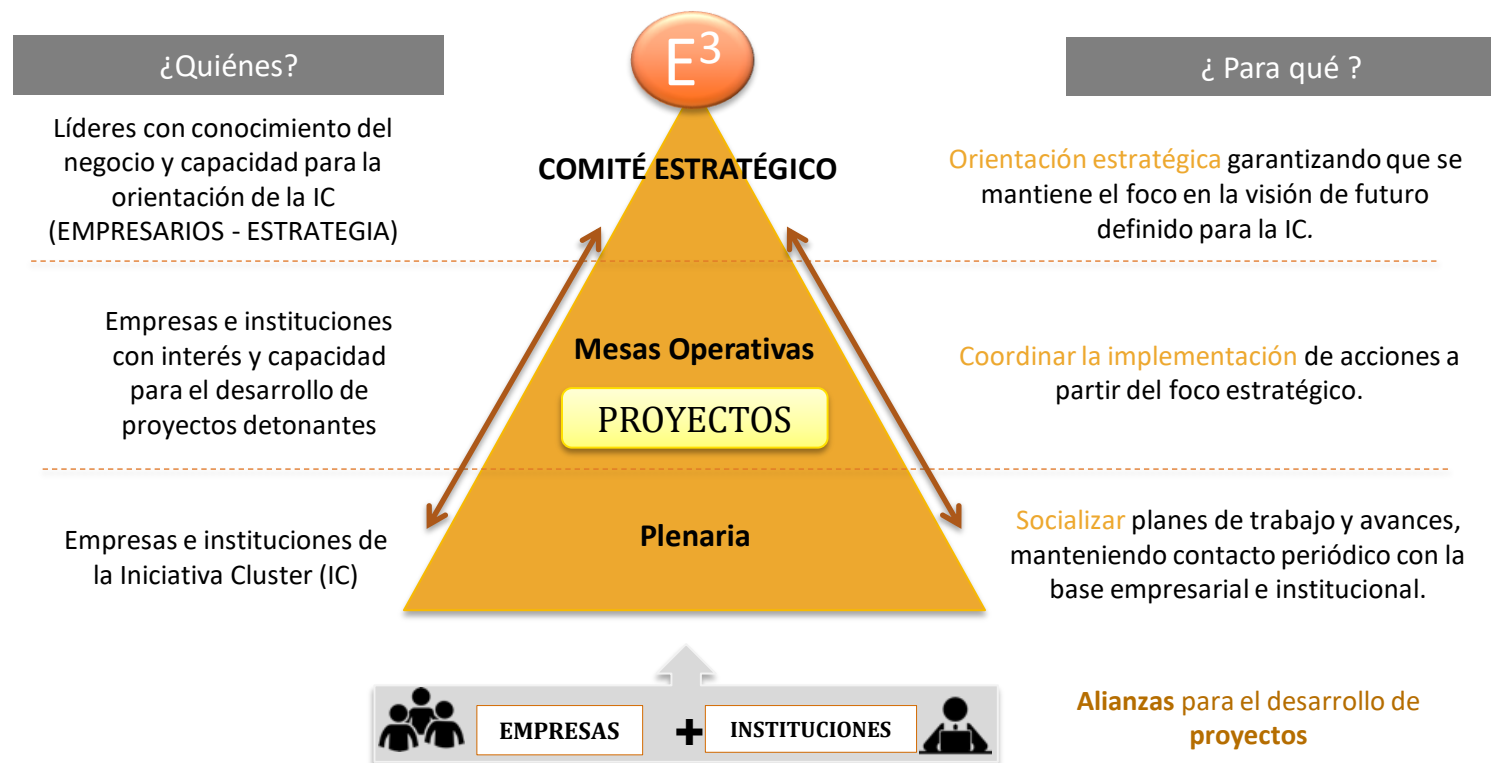 ¿Quiénes?
E³
¿ Para qué ?
Líderes con conocimiento del
negocio y capacidad para la
orientación de la IC
(EMPRESARIOS - ESTRATEGIA)
COMITÉ ESTRATÉGICO
Orientación estratégica garantizando que se
mantiene el foco en la visión de futuro
definido para la IC.
Empresas e instituciones
con interés y capacidad
para el desarrollo de
proyectos detonantes
Mesas Operativas
PROYECTOS
Coordinar la implementación de acciones a
partir del foco estratégico.
Empresas e instituciones de
la Iniciativa Cluster (IC)
Plenaria
Socializar planes de trabajo y avances,
manteniendo contacto periódico con la
base empresarial e institucional.
EMPRESAS + INSTITUCIONES
Alianzas para el desarrollo de
proyectos